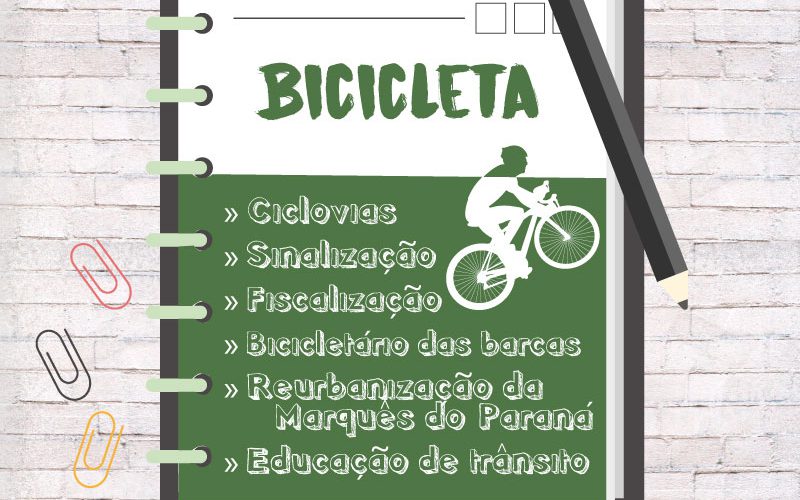 BICICLETA
» Ciclovias
» Sinalização
» Fiscalização
» Bicicletário das barcas
» Reurbanização da
Marquês do Paraná
» Educação de trânsito